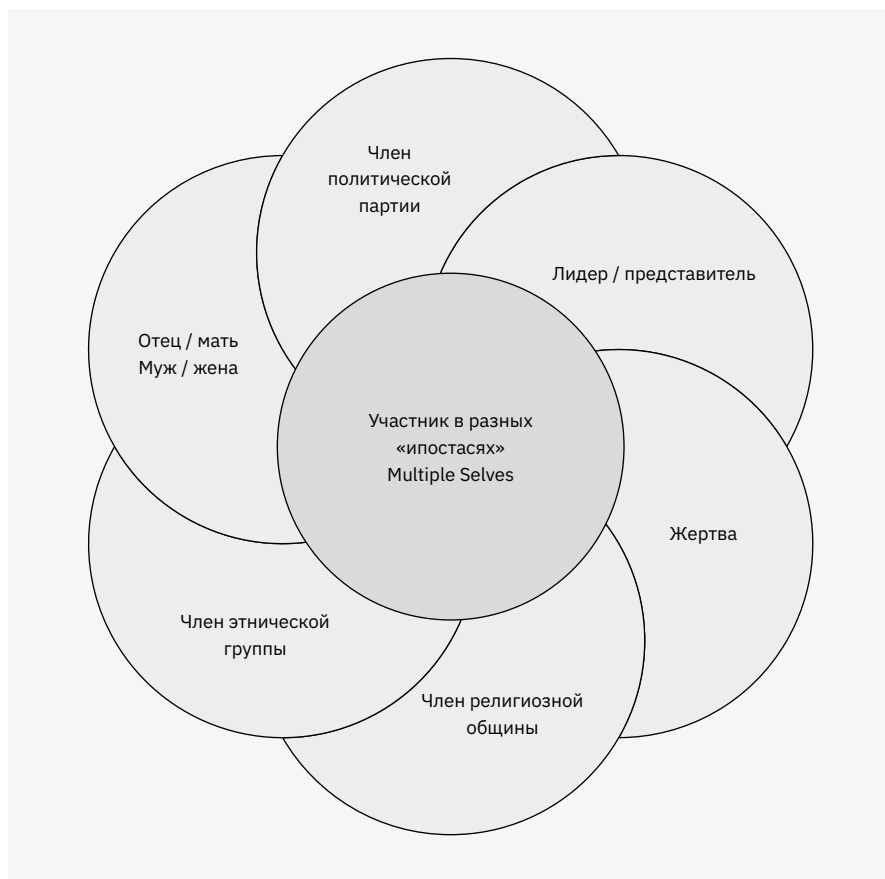 Член
политической
партии
Лидер / представитель
Отец / мать
Муж / жена
Участник в разных
«ипостасях»
Multiple Selves
Жертва
Член этнической
группы
Член религиозной
общины